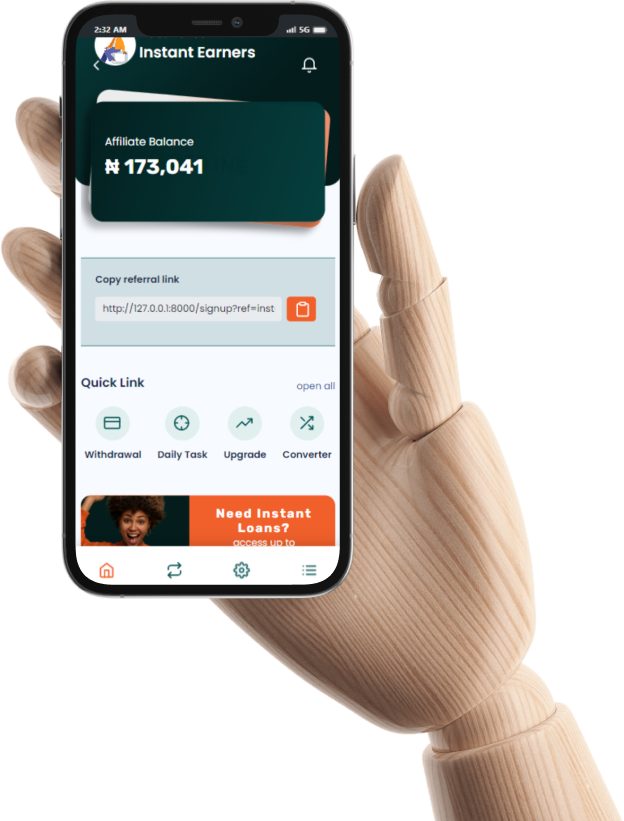 2:32 AM
5G
Instant Earners
Affiliate Balance
₦ 173,041
Copy referral link
http://127.0.0.1:8000/signup?ref=inst
Quick Link
open all
Withdrawal Daily Task Upgrade Converter
Need Instant
Loans?
access up to